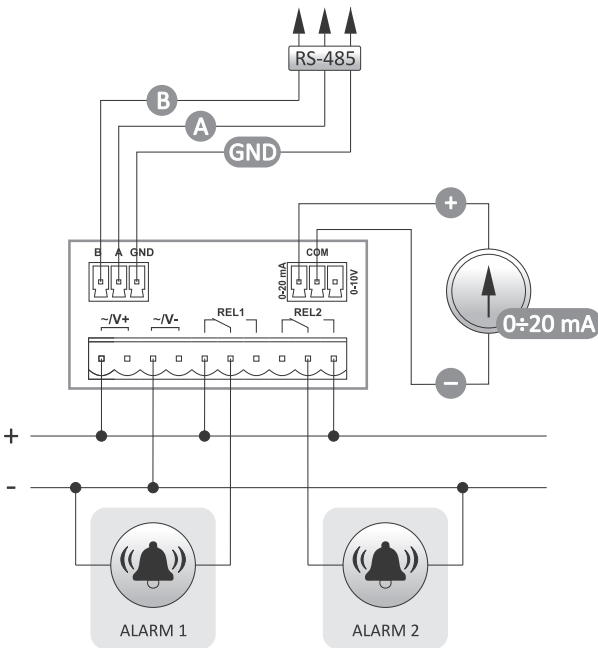 RS-485
B
A
GND
+
B A GND
0-20 mA
COM
0-10V
0÷20 mA
~/V+ ~/V- REL1 REL2
−
+
-
ALARM 1 ALARM 2